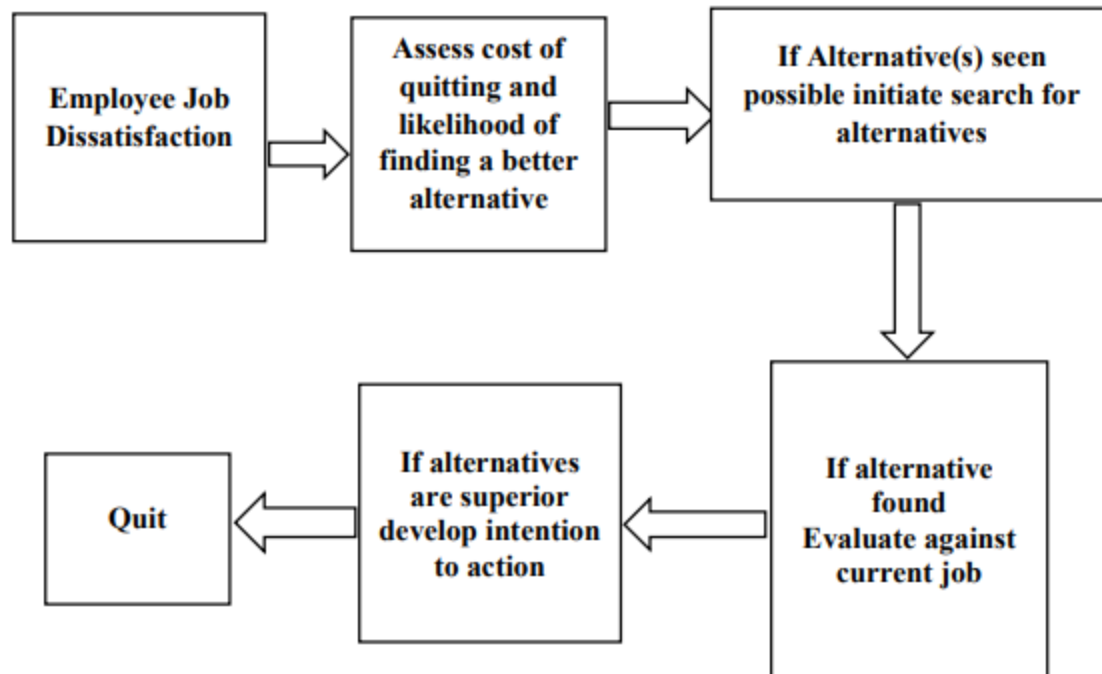 Employee Job
Dissatisfaction
Assess cost of
quitting and
likelihood of
finding a better
alternative
If Alternative(s) seen
possible initiate search for
alternatives
If alternative
found
Evaluate against
current job
If alternatives
are superior
develop intention
to action
Quit